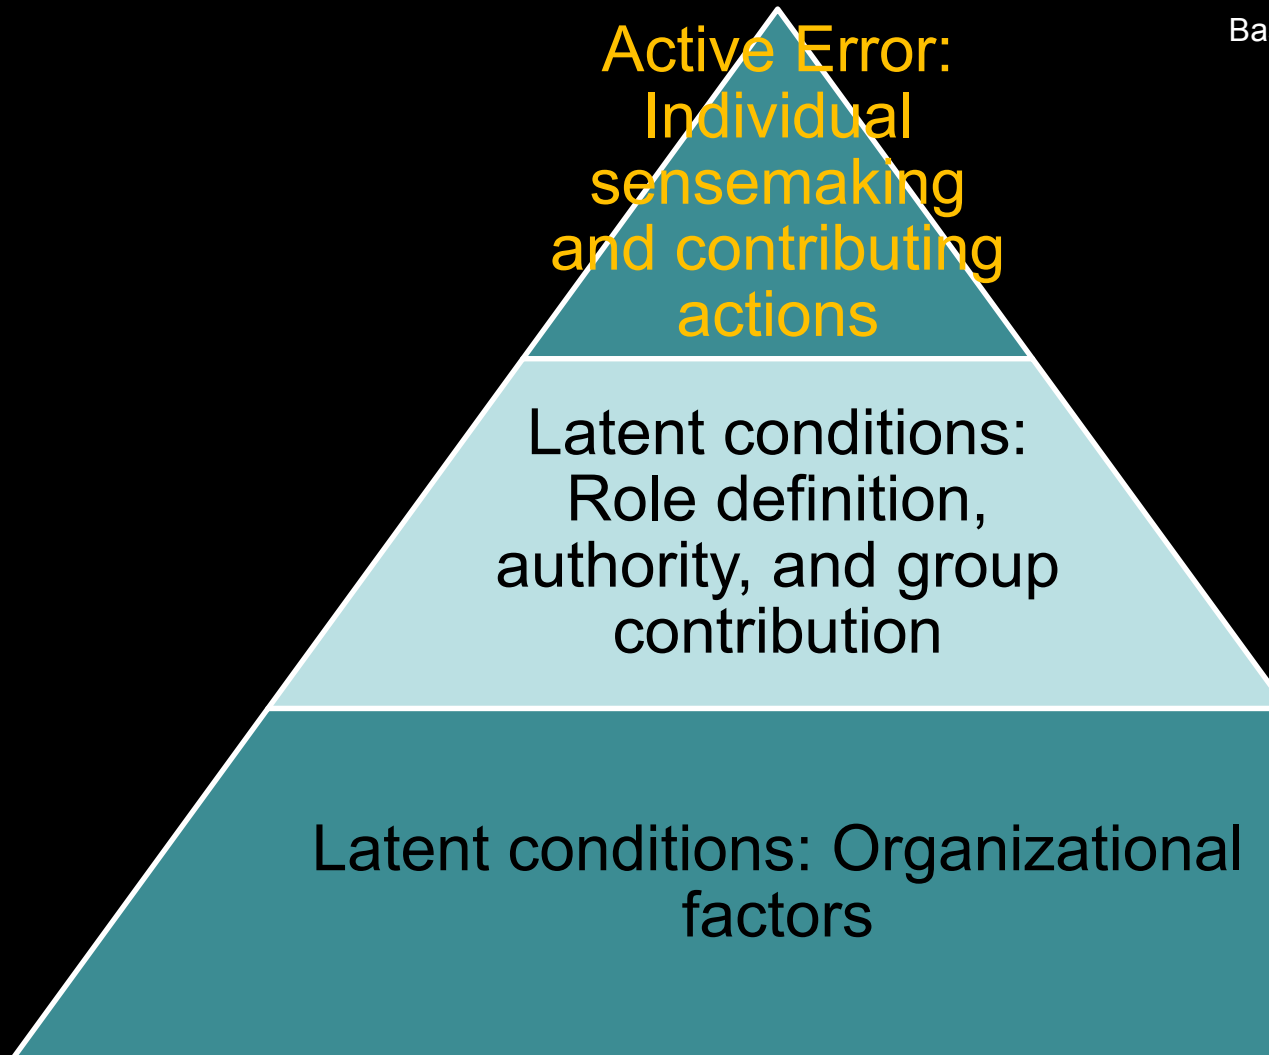 Active Error:
Individual
sensemaking
and contributing
actions
Ba
Latent conditions:
Role definition,
authority, and group
contribution
Latent conditions: Organizational
factors